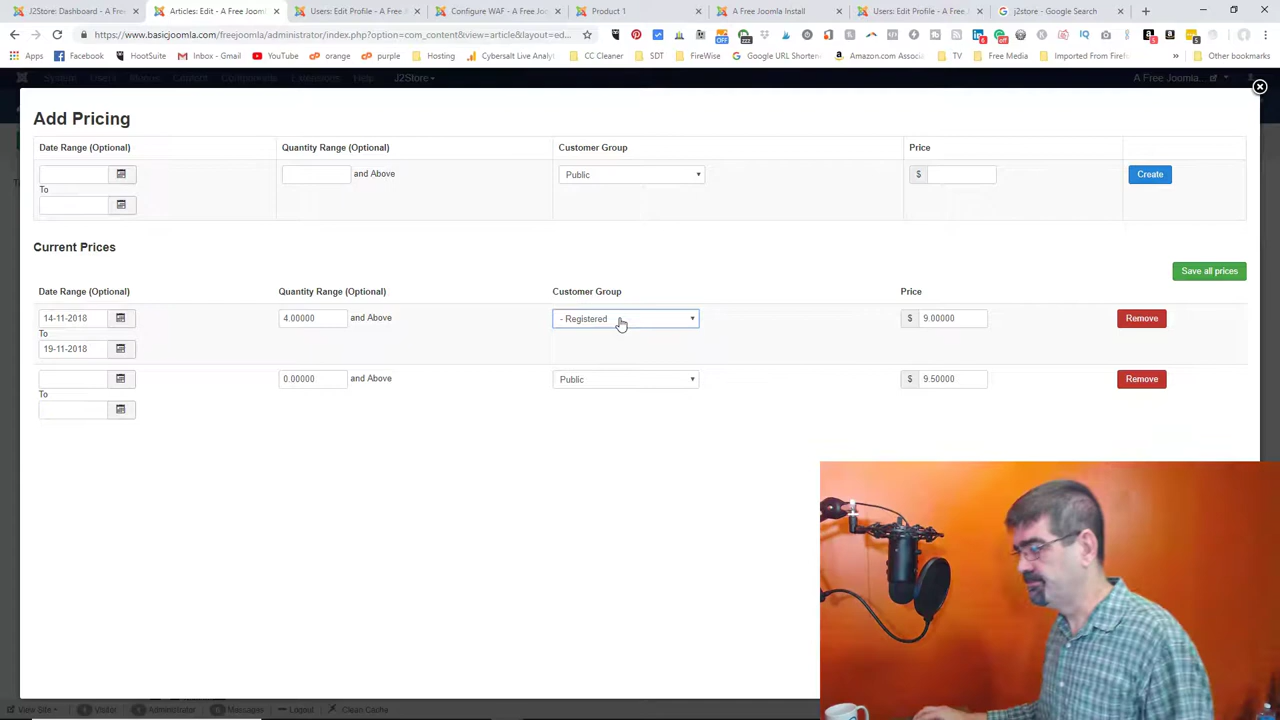 J2Store: Dashboard - A Free
Articles: Edit - A Free Jooml
Users: Edit Profile - A Free J
Configure WAF - A Free Joo
Product 1
A Free Joomla Install
Users: Edit Profile - A Free J
j2store - Google Search
https://www.basicjoomla.com/freejoomla/administrator/index.php?option=com_content&view=article&layout=ed...
Apps
Facebook
HootSuite
Inbox - Gmail
YouTube
orange
purple
Hosting
Cybersalt Live Analy
CC Cleaner
SDT
FireWise
Google URL Shorten
Amazon.com Associ
TV
Free Media
Imported From Firef
Other bookmarks
System Users Menus Content Components Extensions Help J2Store
A Free Joomla...
Add Pricing
Date Range (Optional) Quantity Range (Optional) Customer Group Price
and Above Public $ Create
To
Current Prices
Save all prices
Date Range (Optional) Quantity Range (Optional) Customer Group Price
14-11-2018 4.00000 and Above - Registered $ 9.00000 Remove
To
19-11-2018
0.00000 and Above Public $ 9.50000 Remove
To
View Site Visitor Administrator Messages Logout Clean Cache